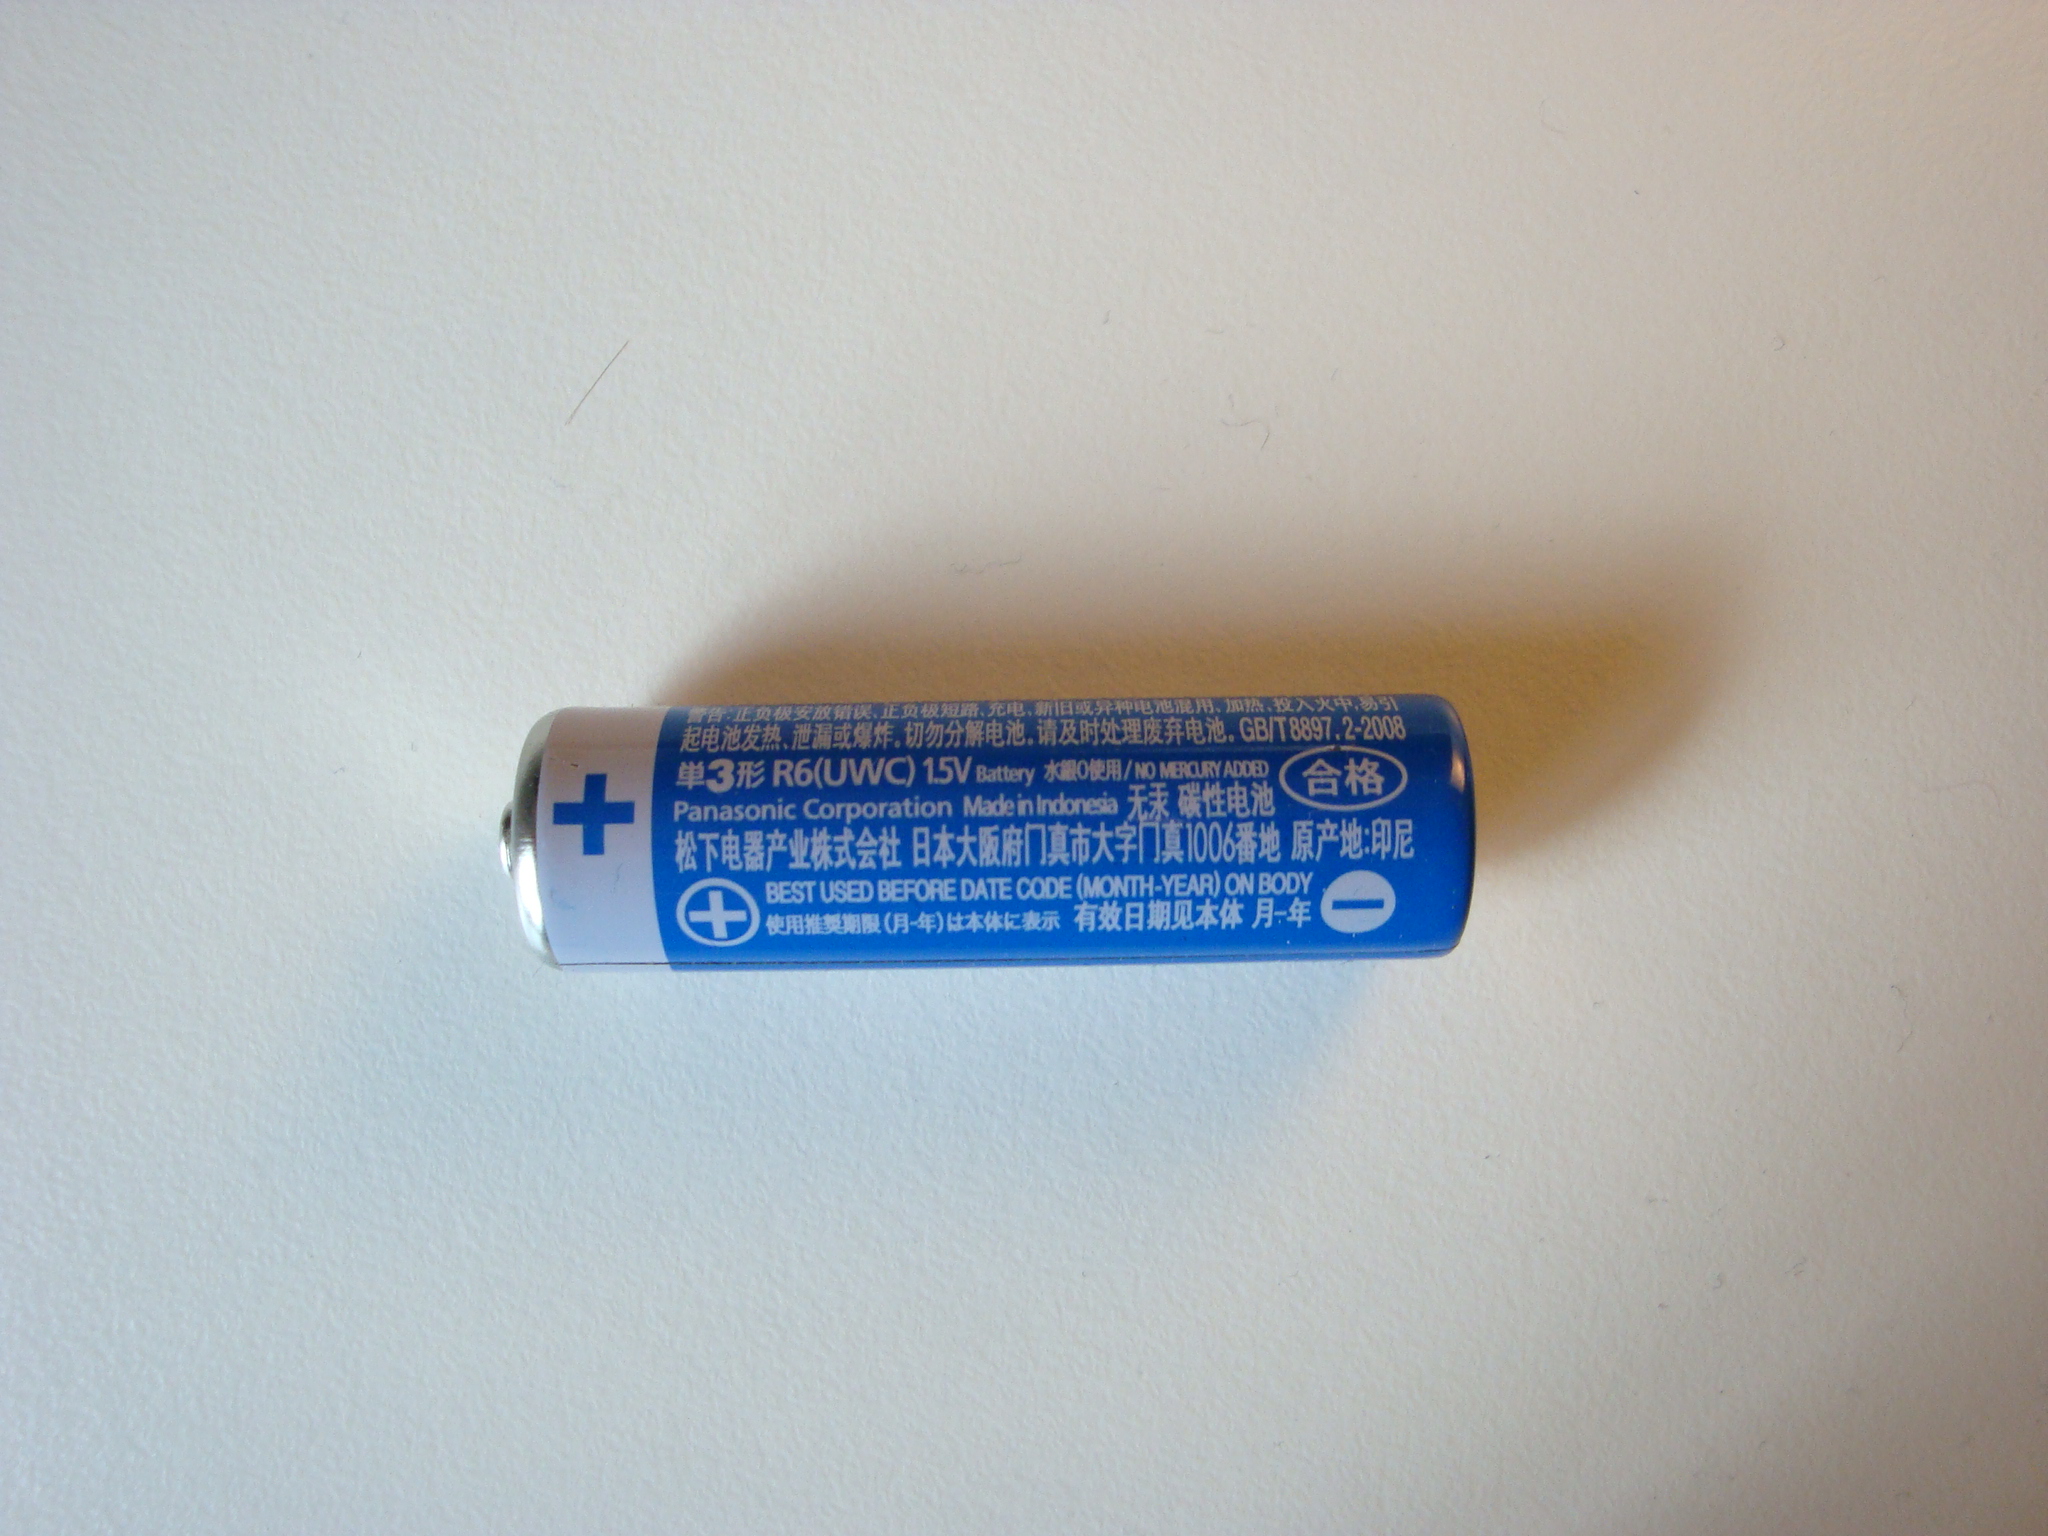 警告:正负极安放错误、正负极短路、充电、新旧或异种电池混用、加热、投入火中,易引
起电池发热、泄漏或爆炸。切勿分解电池。请及时处理废弃电池。GB/T8897.2-2008
単3形 R6(UWC) 1.5V Battery 水銀0使用/NO MERCURY ADDED 合格
Panasonic Corporation Made in Indonesia 无汞 碳性电池
松下电器产业株式会社 日本大阪府门真市大字门真1006番地 原产地:印尼
BEST USED BEFORE DATE CODE (MONTH-YEAR) ON BODY
使用推奨期限(月-年)は本体に表示 有效日期见本体 月-年